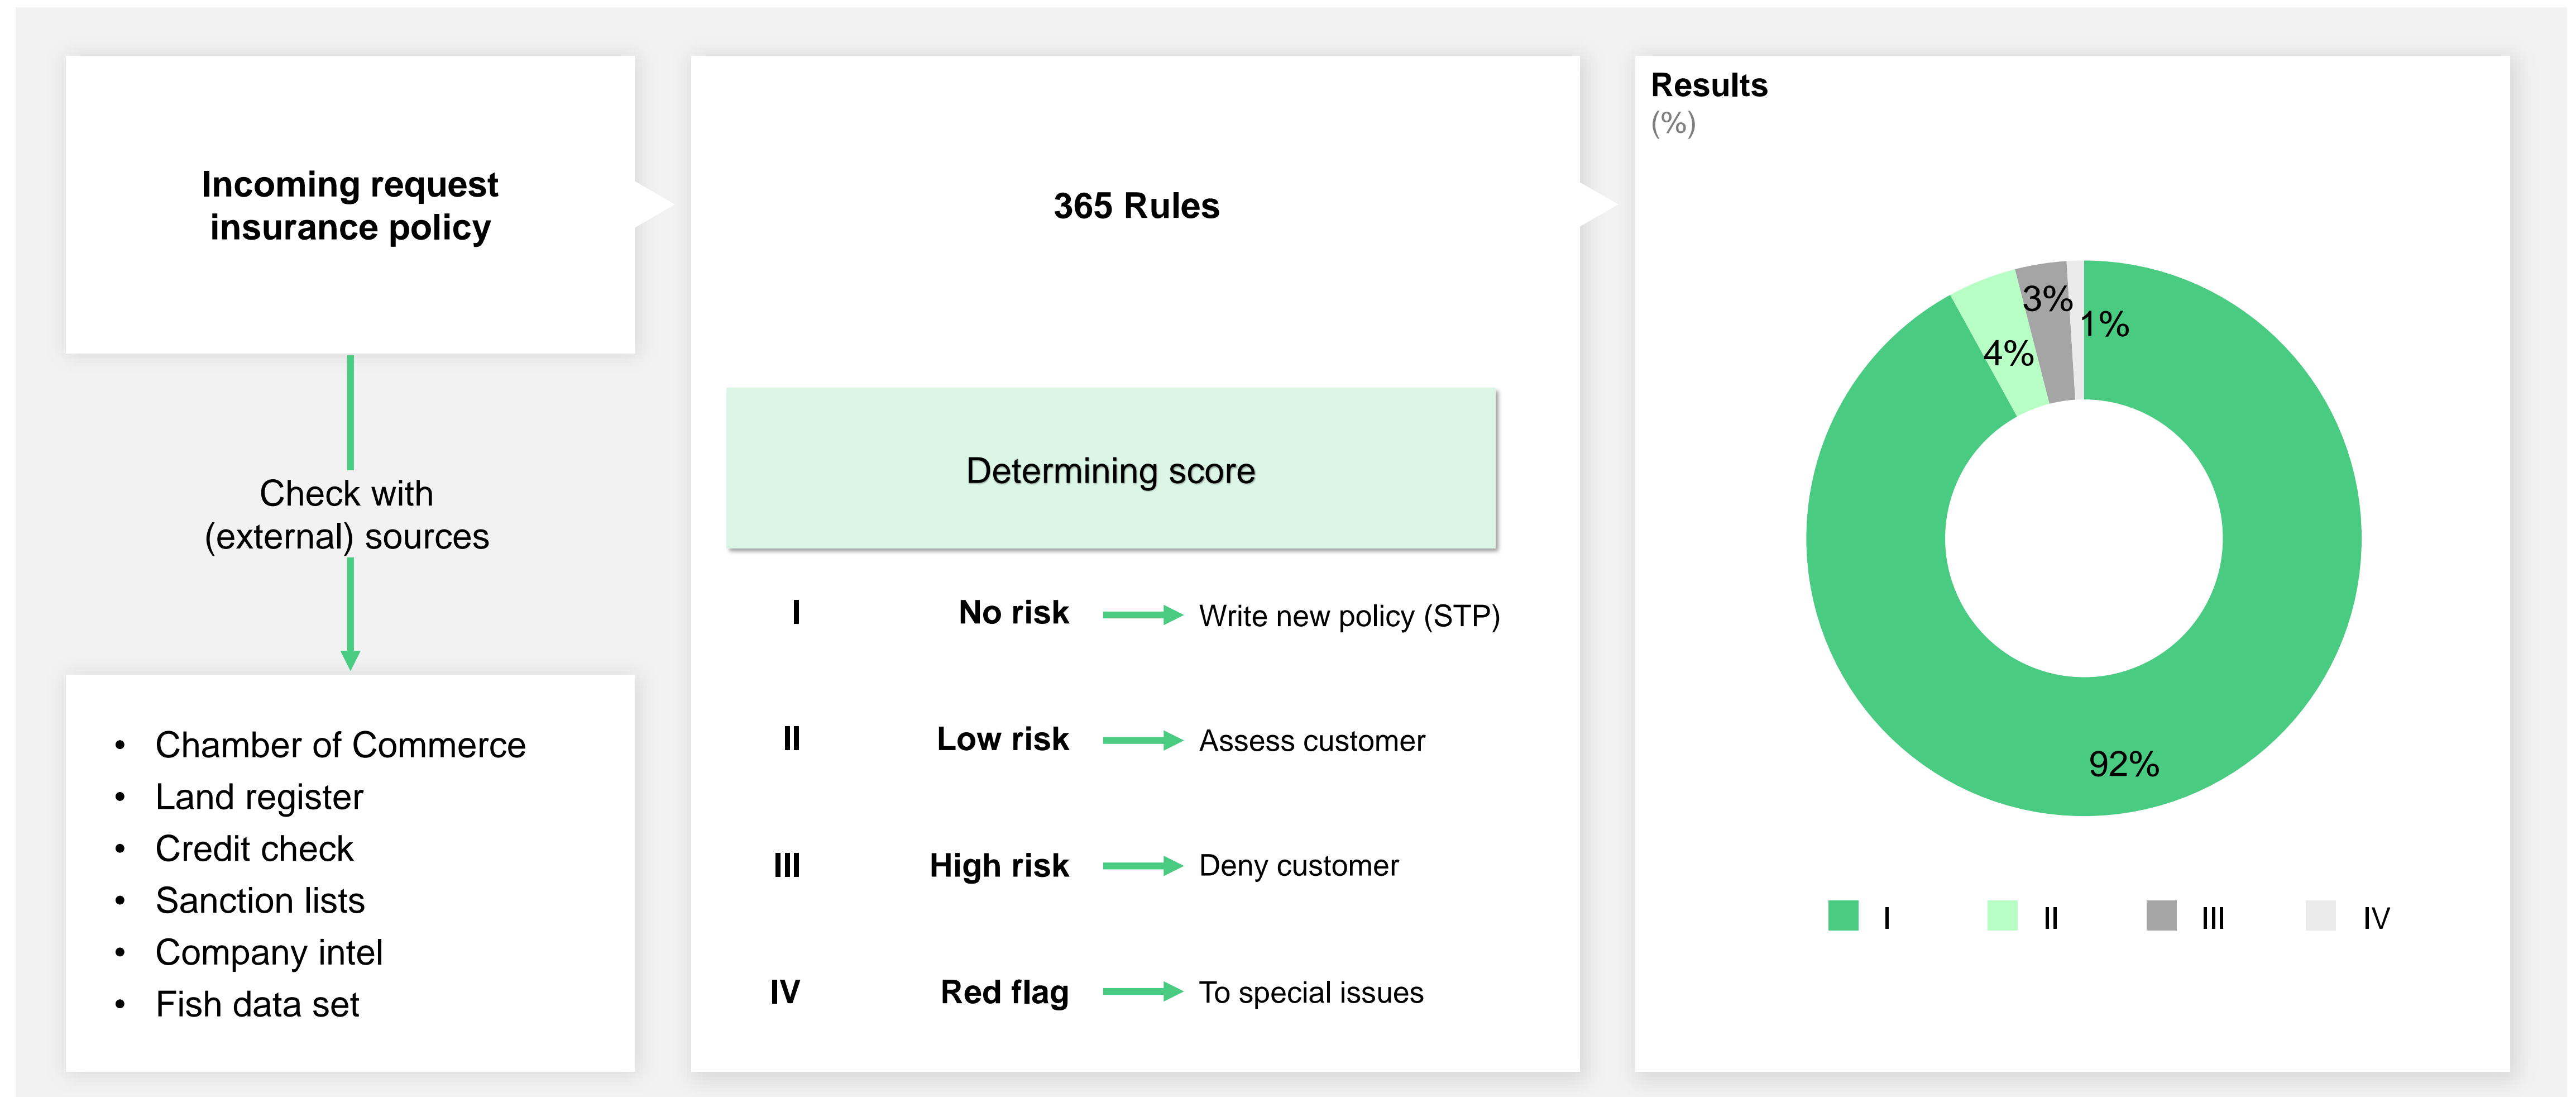 Incoming request
insurance policy
Check with
(external) sources
• Chamber of Commerce
• Land register
• Credit check
• Sanction lists
• Company intel
• Fish data set
365 Rules
Determining score
I No risk Write new policy (STP)
II Low risk Assess customer
III High risk Deny customer
IV Red flag To special issues
Results
(%)
3%
1%
4%
92%
I II III IV